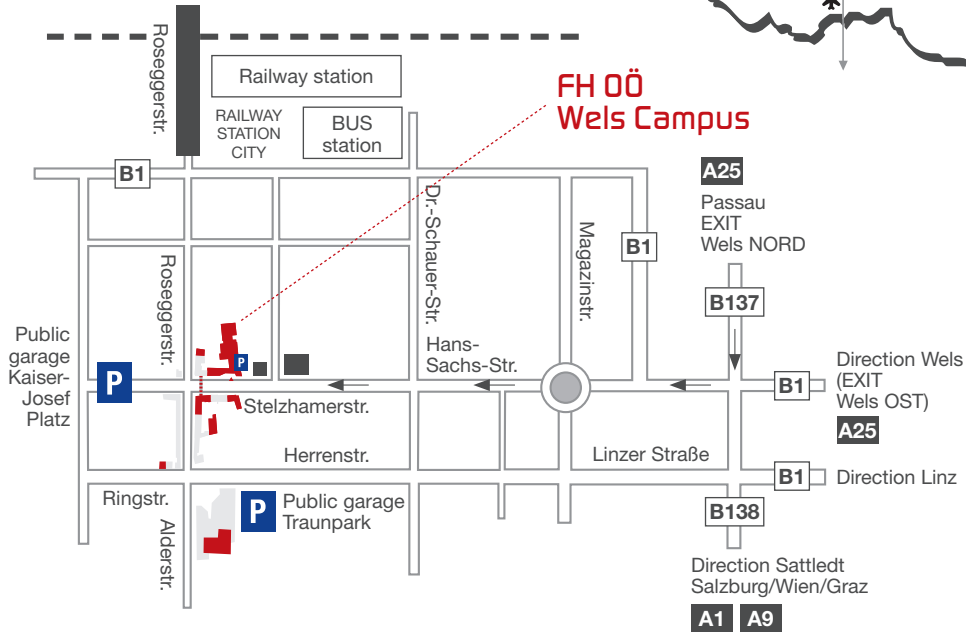 Roseggerstr.
Railway station
RAILWAY
STATION
CITY
BUS
station
FH OÖ
Wels Campus
B1
A25
Passau
EXIT
Wels NORD
Dr.-Schauer-Str.
Magazinstr.
B1
B137
Roseggerstr.
Public
garage
Kaiser-
Josef
Platz
P
P
Hans-
Sachs-Str.
B1
Direction Wels
(EXIT
Wels OST)
A25
Stelzhamerstr.
Herrenstr.
Linzer Straße
B1
Direction Linz
Ringstr.
Alderstr.
P
Public garage
Traunpark
B138
Direction Sattledt
Salzburg/Wien/Graz
A1
A9